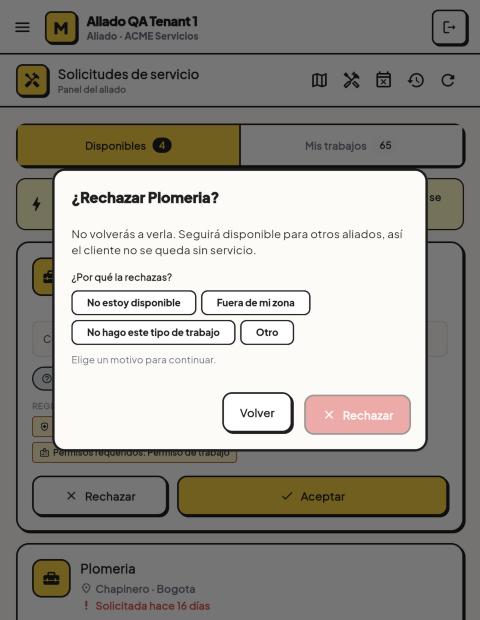 M
Aliado QA Tenant 1
Aliado · ACME Servicios
Solicitudes de servicio
Panel del aliado
Disponibles 4
Mis trabajos 65
se
¿Rechazar Plomeria?
No volverás a verla. Seguirá disponible para otros aliados, así
el cliente no se queda sin servicio.
¿Por qué la rechazas?
No estoy disponible
Fuera de mi zona
No hago este tipo de trabajo
Otro
Elige un motivo para continuar.
Volver
Rechazar
Permisos requeridos: Permiso de trabajo
Rechazar
Aceptar
Plomeria
Chapinero · Bogota
Solicitada hace 16 días